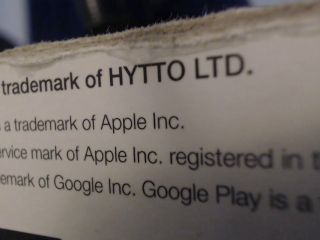 trademark of HYTTO LTD.
a trademark of Apple Inc.
ervice mark of Apple Inc. registered in t
emark of Google Inc. Google Play is a